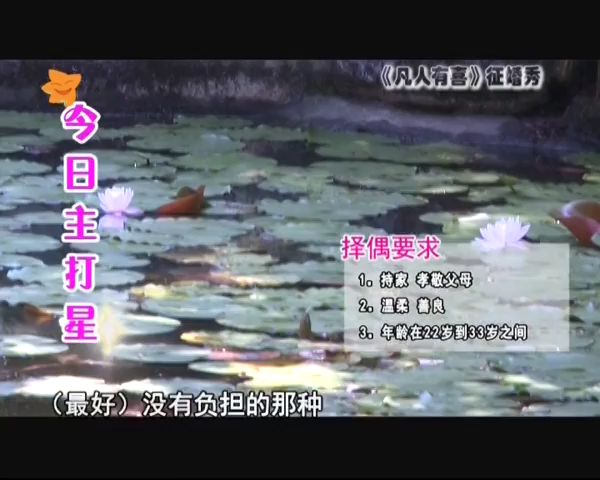 《凡人有喜》征婚秀
今日主打星
择偶要求
1. 持家 孝敬父母
2. 温柔 善良
3. 年龄在22岁到33岁之间
（最好）没有负担的那种